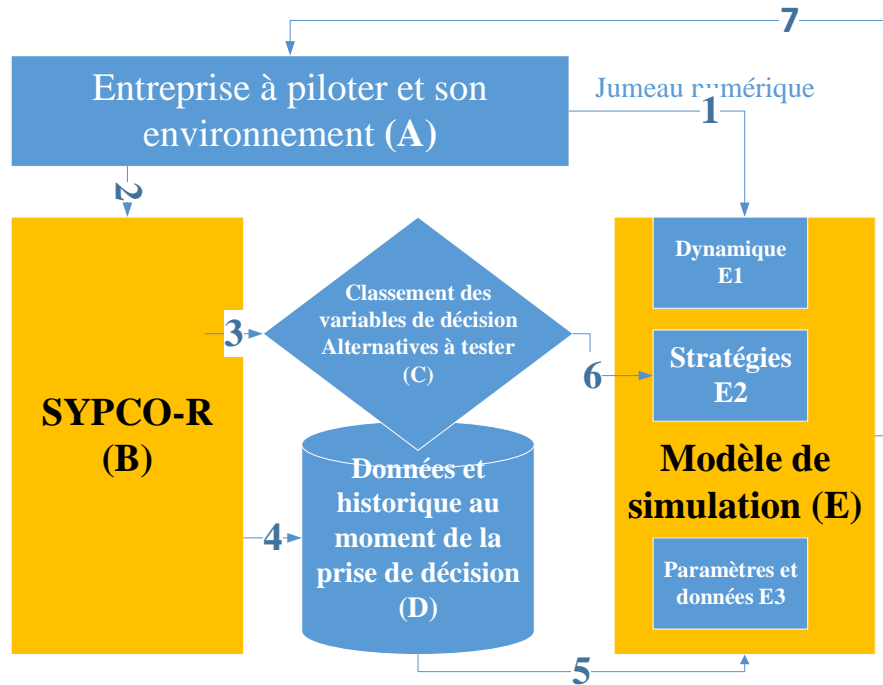 7
Entreprise à piloter et son
environnement (A)
Jumeau numérique
1
2
Dynamique
E1
Classement des
variables de décision
Alternatives à tester
(C)
3
6
Stratégies
E2
SYPCO-R
(B)
Modèle de
simulation (E)
Données et
historique au
moment de la
prise de décision
(D)
4
Paramètres et
données E3
5